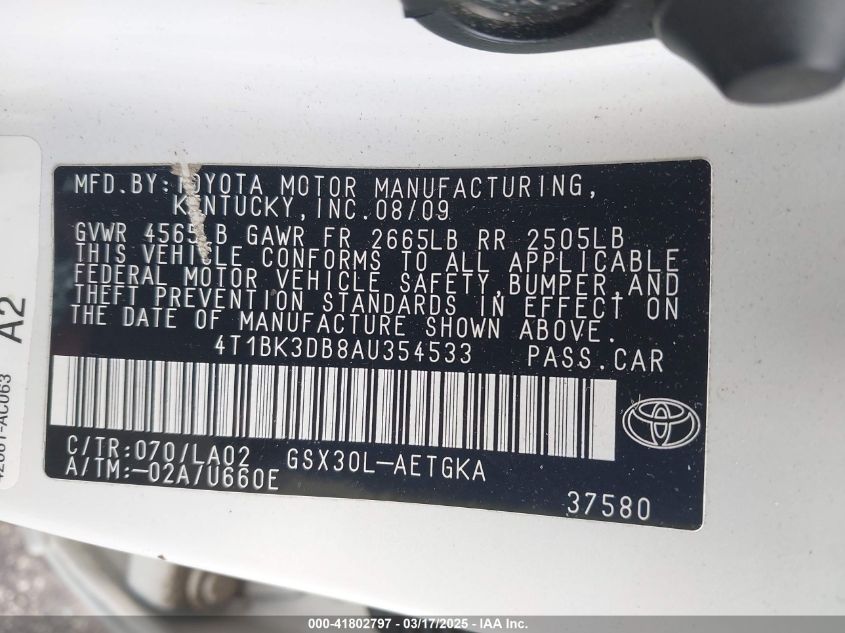 MFD.BY:TOYOTA MOTOR MANUFACTURING,
KENTUCKY,INC.08/09
GVWR 4565LB GAWR FR 2665LB RR 2505LB
THIS VEHICLE CONFORMS TO ALL APPLICABLE
FEDERAL MOTOR VEHICLE SAFETY,BUMPER,AND
THEFT PREVENTION STANDARDS IN EFFECT ON
THE DATE OF MANUFACTURE SHOWN ABOVE.
4T1BK3DB8AU354533 PASS.CAR
C/TR:070/LA02 GSX30L-AETGKA
A/TM:-02A/U660E
37580
A2
000-41802797 - 03/17/2025 - IAA Inc.